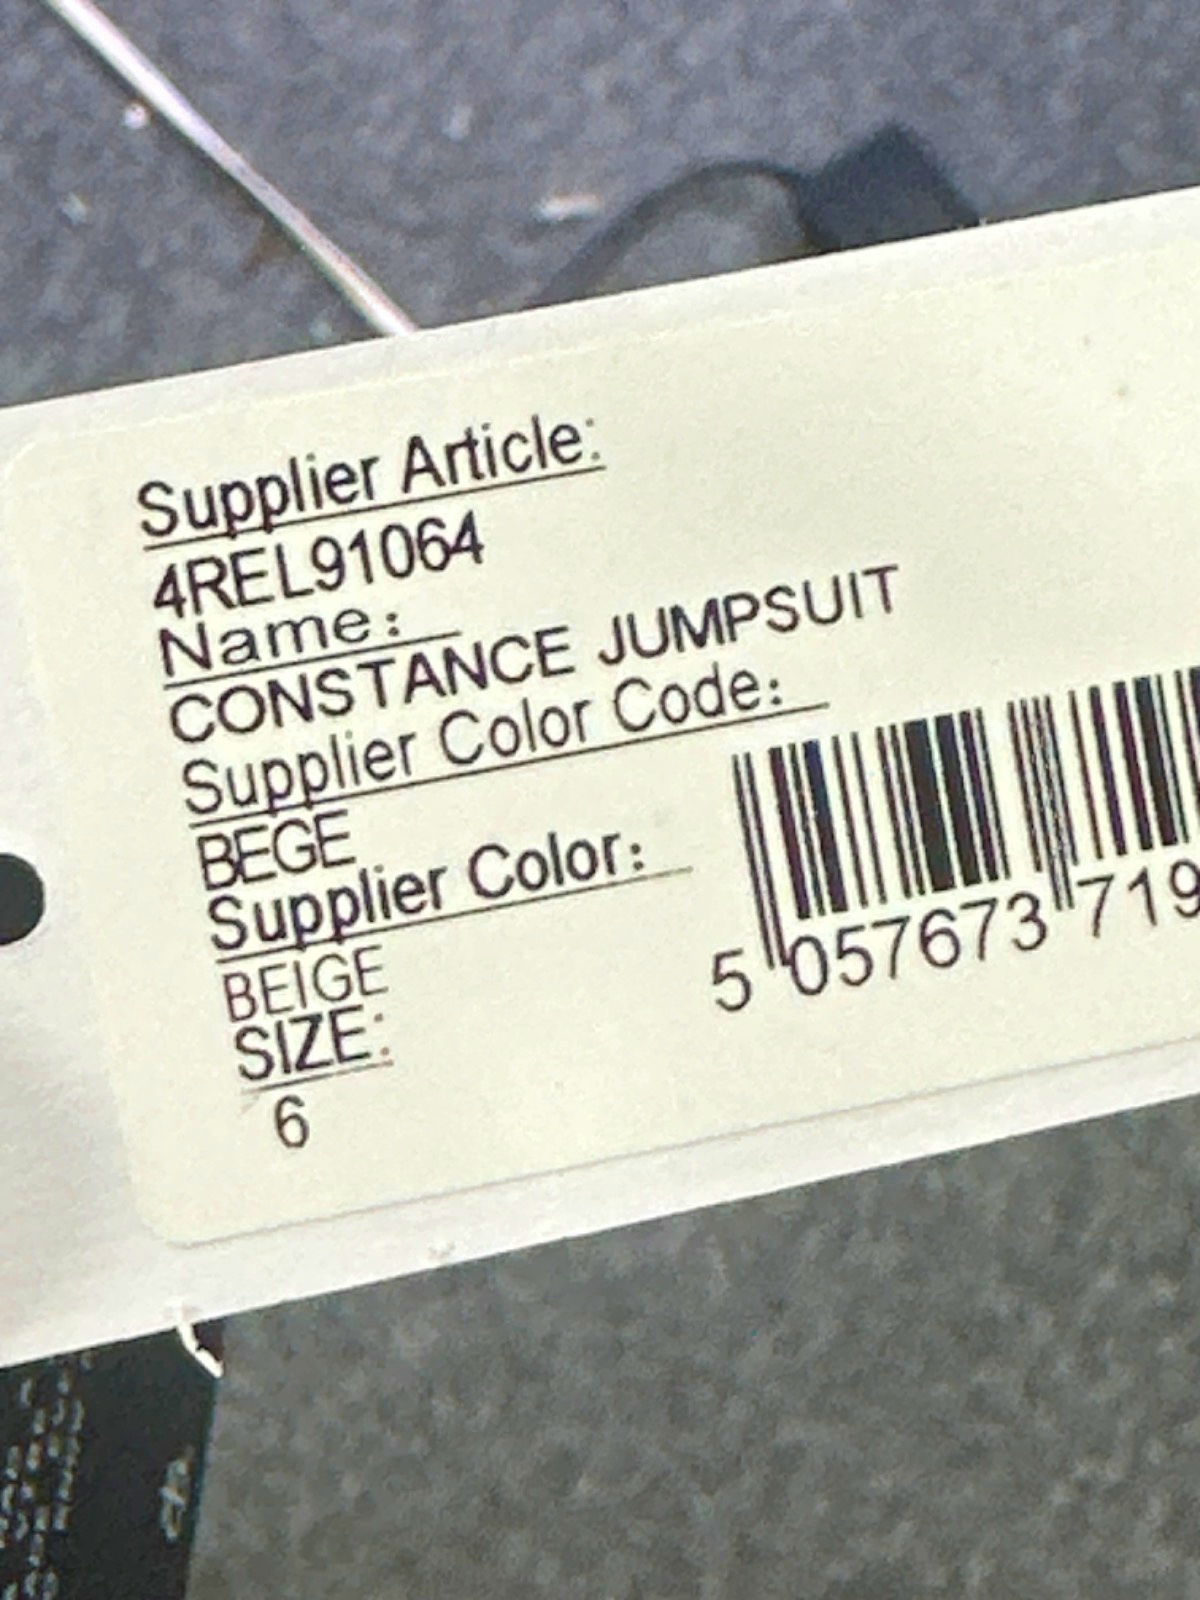 Supplier Article:
4REL91064
Name:
CONSTANCE JUMPSUIT
Supplier Color Code:
BEGE
Supplier Color:
BEIGE
SIZE:
6
5 057673 719